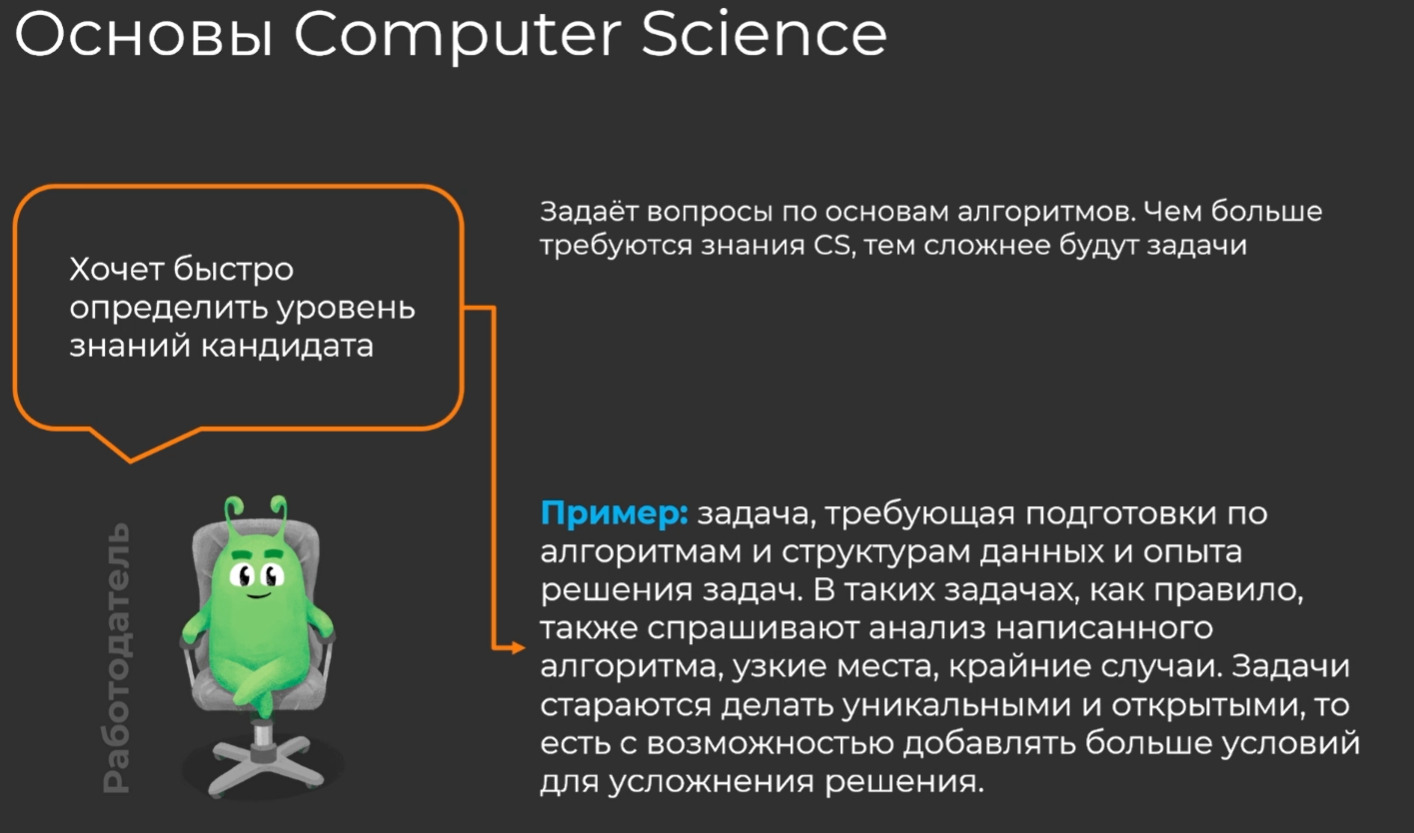 Основы Computer Science
Хочет быстро
определить уровень
знаний кандидата
Работодатель
Задаёт вопросы по основам алгоритмов. Чем больше
требуются знания CS, тем сложнее будут задачи
Пример: задача, требующая подготовки по
алгоритмам и структурам данных и опыта
решения задач. В таких задачах, как правило,
также спрашивают анализ написанного
алгоритма, узкие места, крайние случаи. Задачи
стараются делать уникальными и открытыми, то
есть с возможностью добавлять больше условий
для усложнения решения.